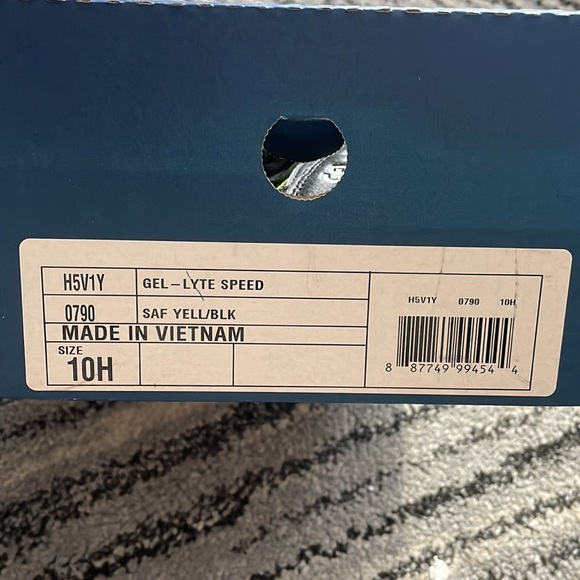 H5V1Y GEL-LYTE SPEED
0790 SAF YELL/BLK
MADE IN VIETNAM
SIZE
10H
H5V1Y 0790 10H
8 87749 99454 4